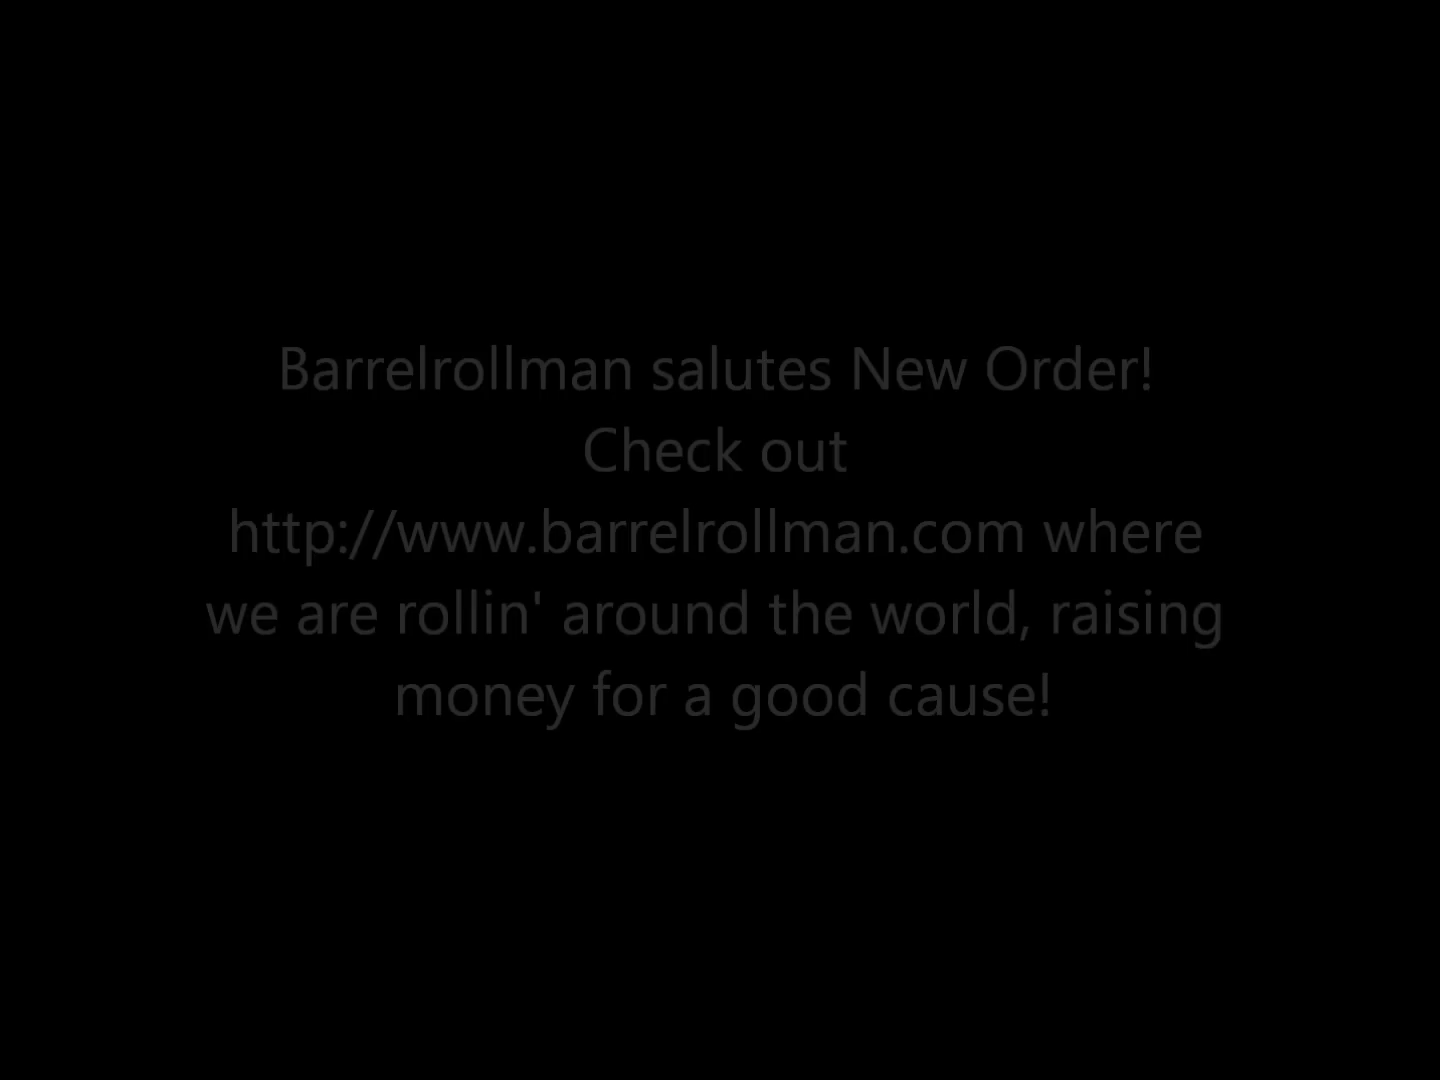 Barrelrollman salutes New Order!
Check out
http://www.barrelrollman.com where
we are rollin' around the world, raising
money for a good cause!